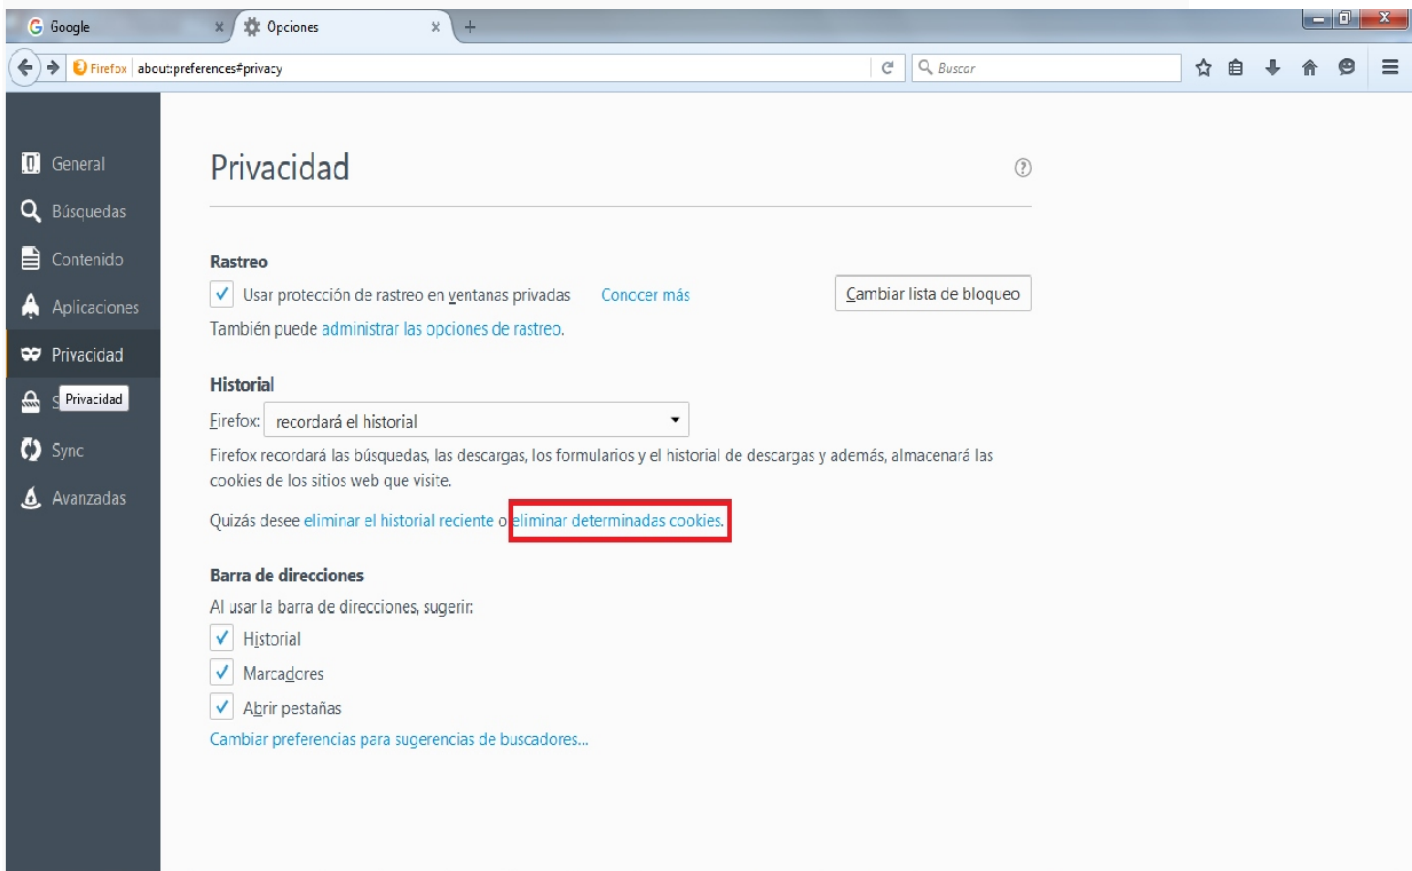 Google
Opciones
Firefox about:preferences#privacy
Buscar
General
Búsquedas
Contenido
Aplicaciones
Privacidad
Privacidad
Sync
Avanzadas
Privacidad
Rastreo
Usar protección de rastreo en ventanas privadas Conocer más
Cambiar lista de bloqueo
También puede administrar las opciones de rastreo.
Historial
Firefox: recordará el historial
Firefox recordará las búsquedas, las descargas, los formularios y el historial de descargas y además, almacenará las
cookies de los sitios web que visite.
Quizás desee eliminar el historial reciente o eliminar determinadas cookies.
Barra de direcciones
Al usar la barra de direcciones, sugerir:
Historial
Marcadores
Abrir pestañas
Cambiar preferencias para sugerencias de buscadores...